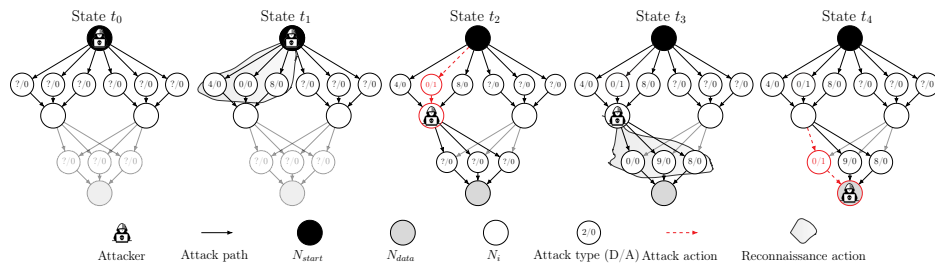 State t0 State t1 State t2 State t3 State t4
?/0 ?/0 ?/0 ?/0 ?/0 ?/0 4/0 0/0 8/0 ?/0 ?/0 ?/0 4/0 0/1 8/0 ?/0 ?/0 ?/0 4/0 0/1 8/0 ?/0 ?/0 ?/0 4/0 0/1 8/0 ?/0 ?/0 ?/0
?/0 ?/0 ?/0 ?/0 ?/0 ?/0 ?/0 ?/0 ?/0 0/0 9/0 8/0 0/1 9/0 8/0
2/0
Attacker Attack path Nstart Ndata Ni Attack type (D/A) Attack action Reconnaissance action